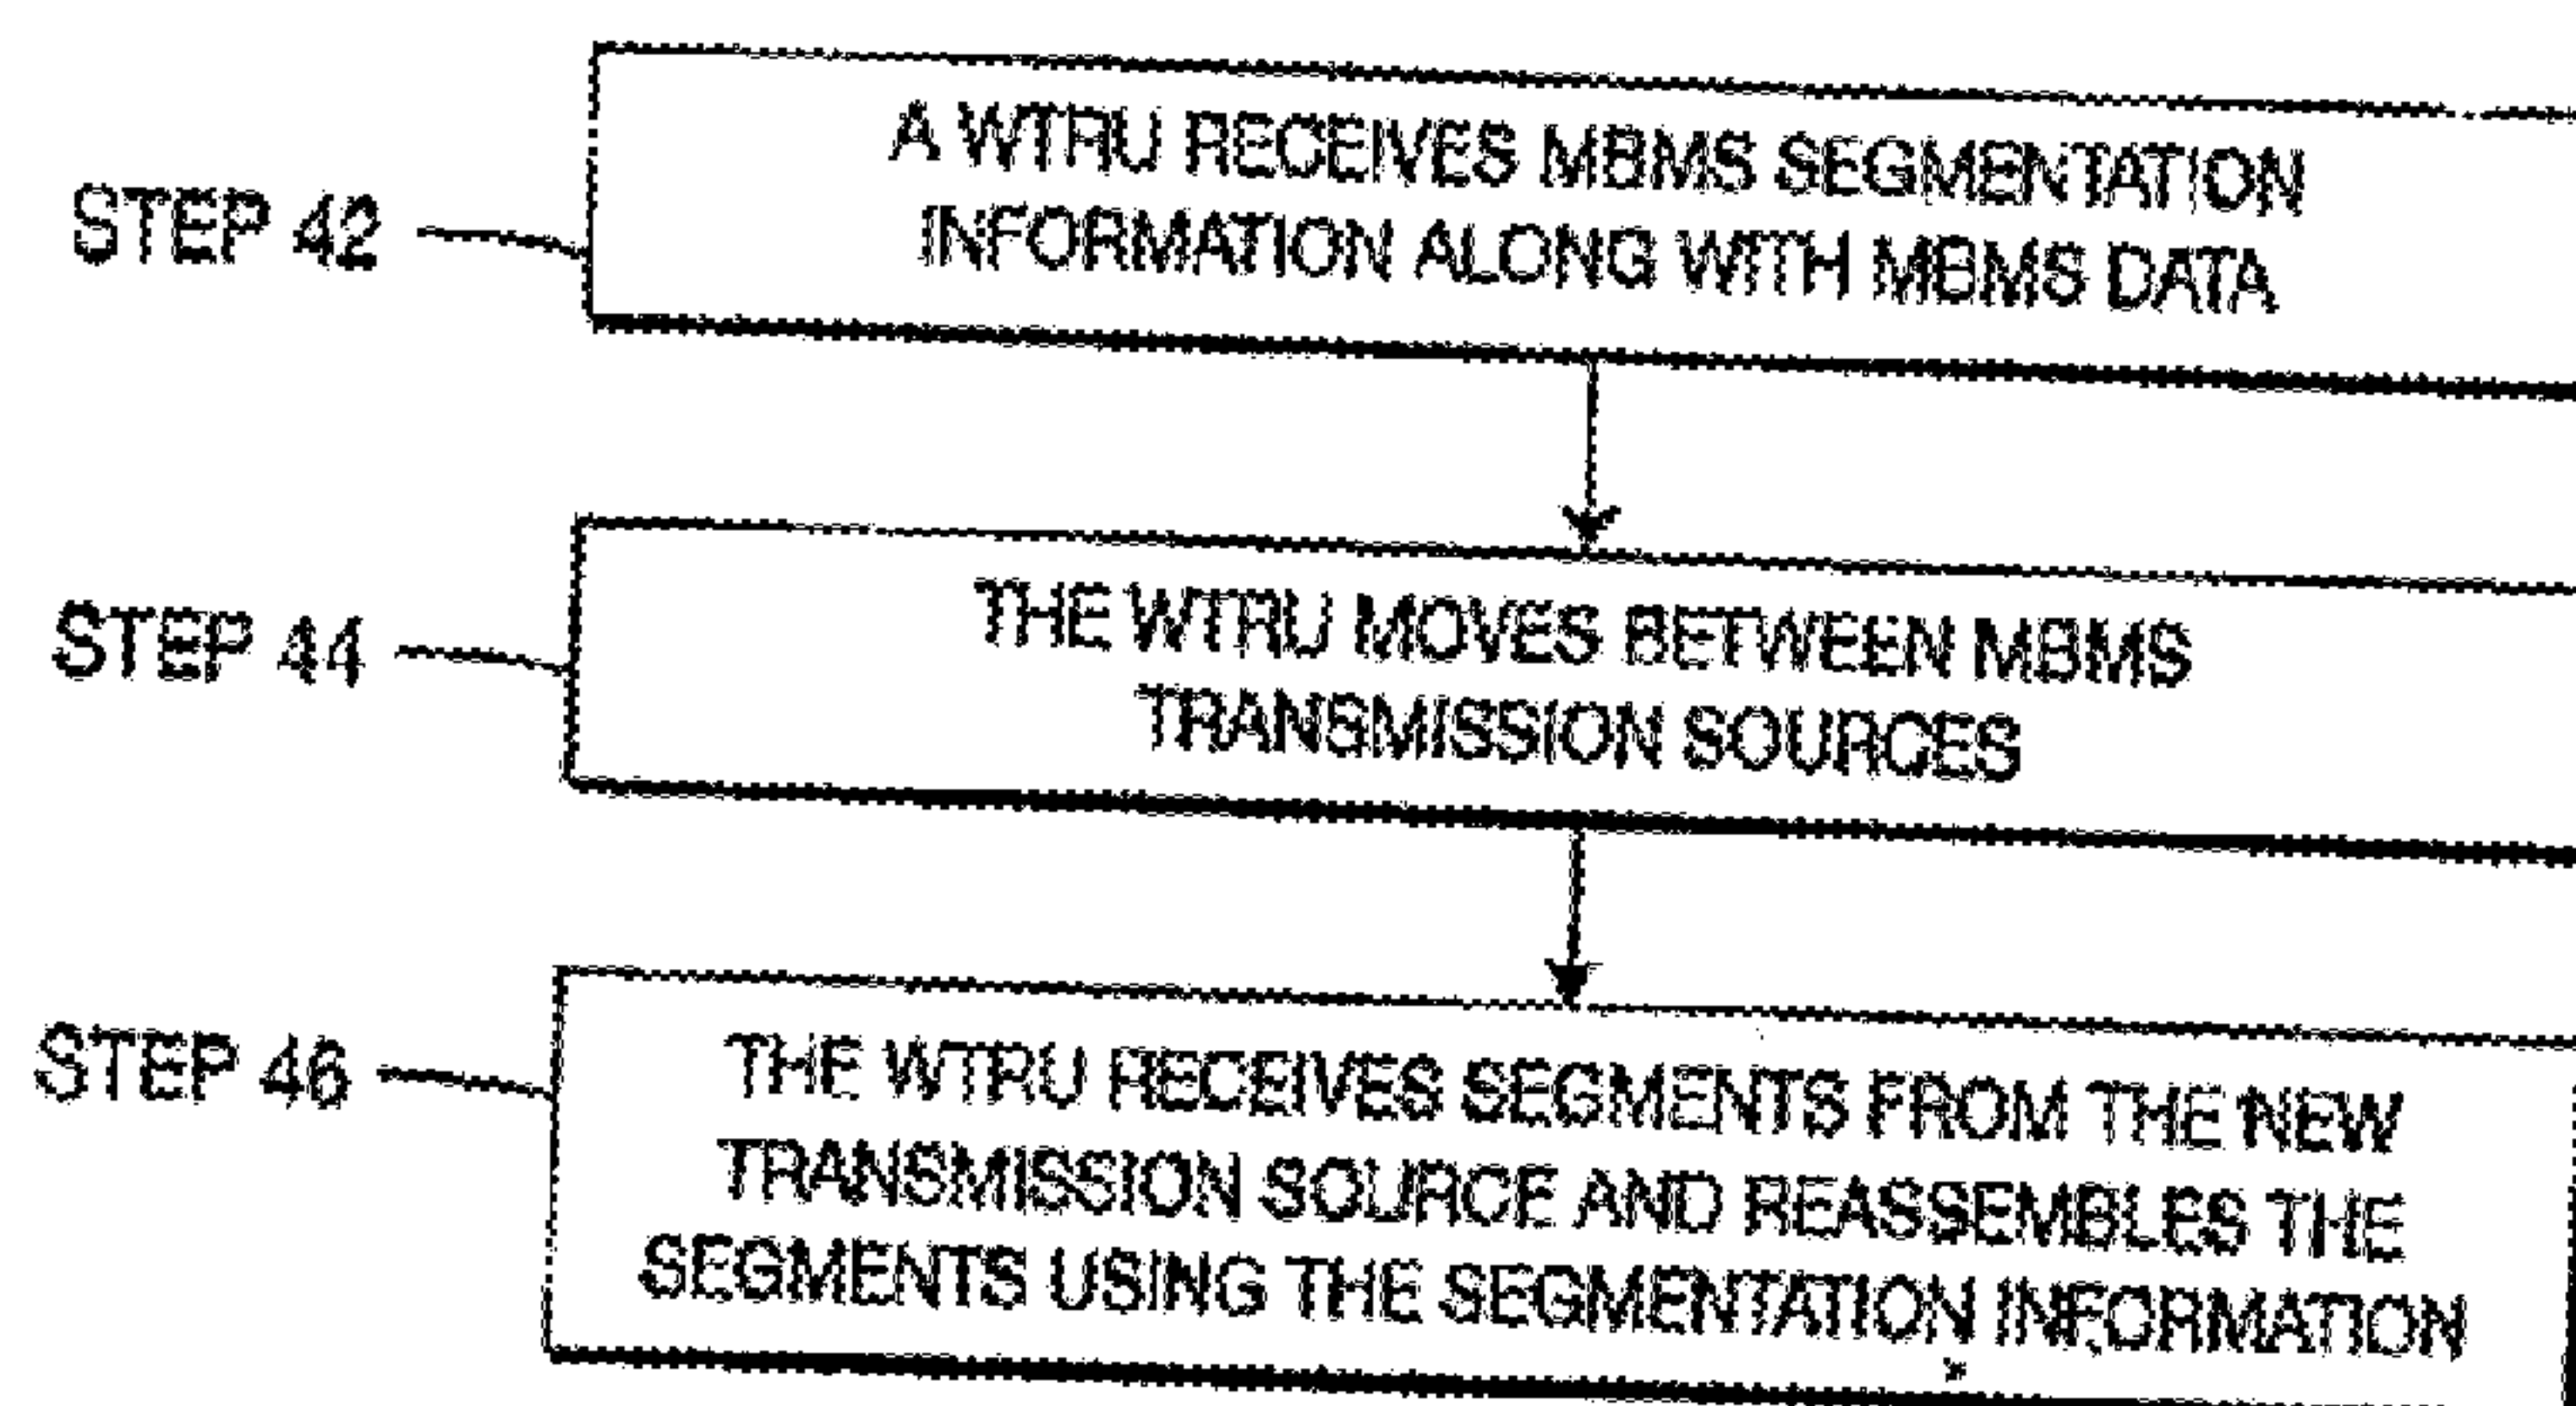 STEP 42
A WTRU RECEIVES MBMS SEGMENTATION
INFORMATION ALONG WITH MBMS DATA
STEP 44
THE WTRU MOVES BETWEEN MBMS
TRANSMISSION SOURCES
STEP 46
THE WTRU RECEIVES SEGMENTS FROM THE NEW
TRANSMISSION SOURCE AND REASSEMBLES THE
SEGMENTS USING THE SEGMENTATION INFORMATION